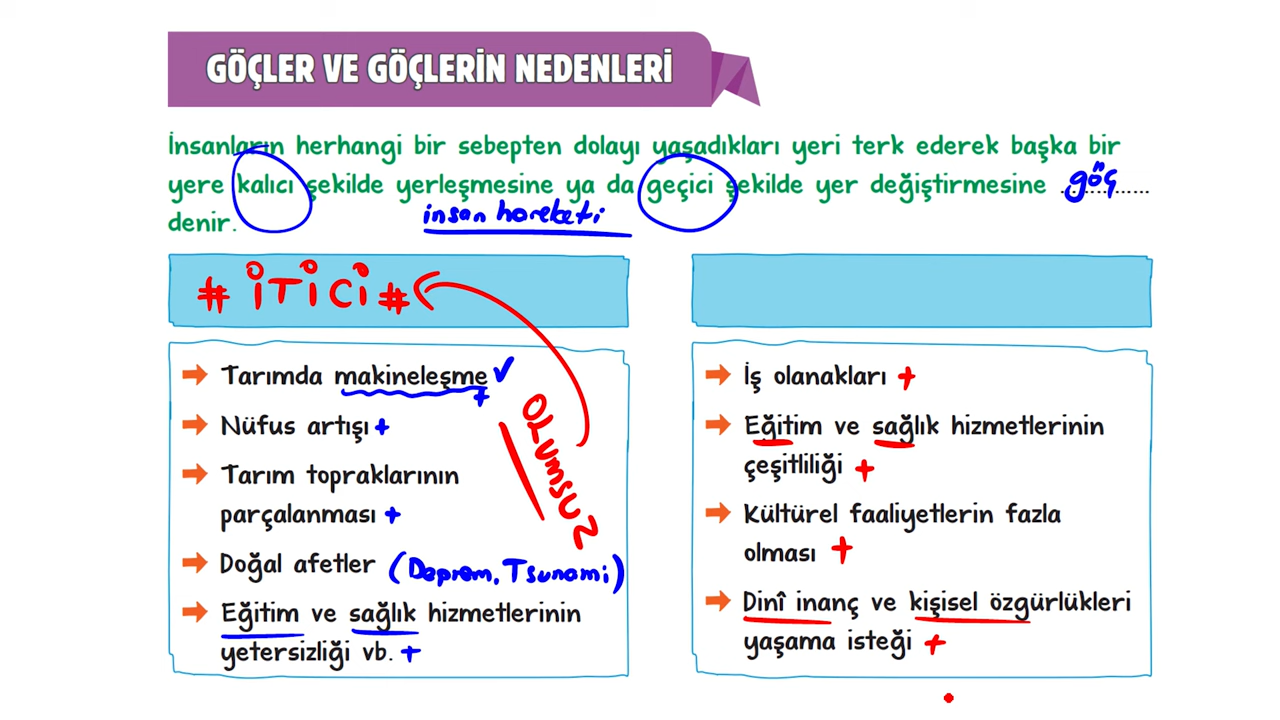 GÖÇLER VE GÖÇLERİN NEDENLERİ
İnsanların herhangi bir sebepten dolayı yaşadıkları yeri terk ederek başka bir
yere kalıcı şekilde yerleşmesine ya da geçici şekilde yer değiştirmesine göç
denir.
insan hareketi
# İTİCİ #
Tarımda makineleşme ✓
+
Nüfus artışı +
Tarım topraklarının
parçalanması +
Doğal afetler (Deprem, Tsunami)
Eğitim ve sağlık hizmetlerinin
yetersizliği vb. +
OLUMSUZ
İş olanakları +
Eğitim ve sağlık hizmetlerinin
çeşitliliği +
Kültürel faaliyetlerin fazla
olması +
Dinî inanç ve kişisel özgürlükleri
yaşama isteği +